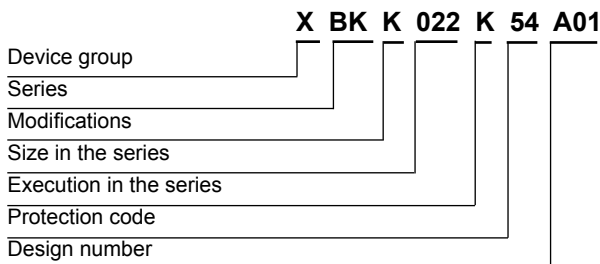 X BK K 022 K 54 A01
Device group
Series
Modifications
Size in the series
Execution in the series
Protection code
Design number